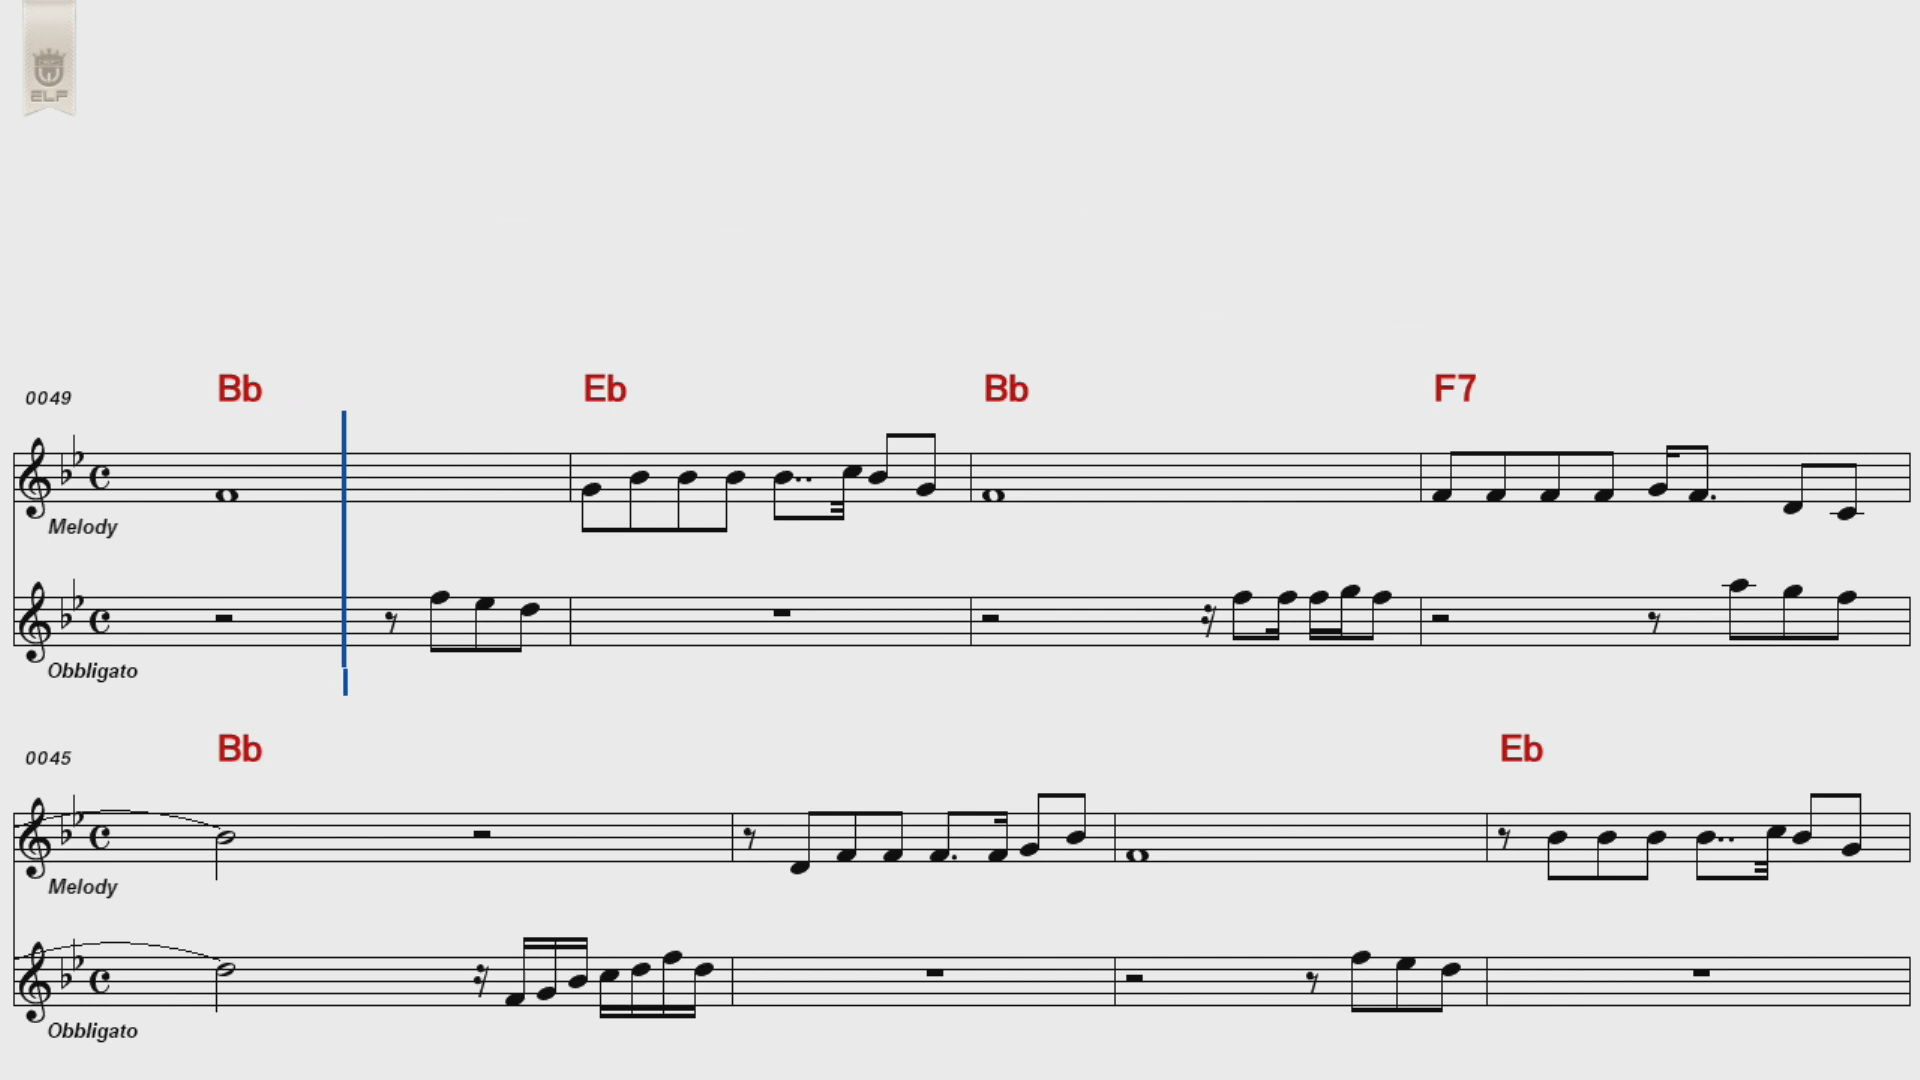 ELF
0049 Bb Eb Bb F7
Melody
Obbligato
0045 Bb Eb
Melody
Obbligato